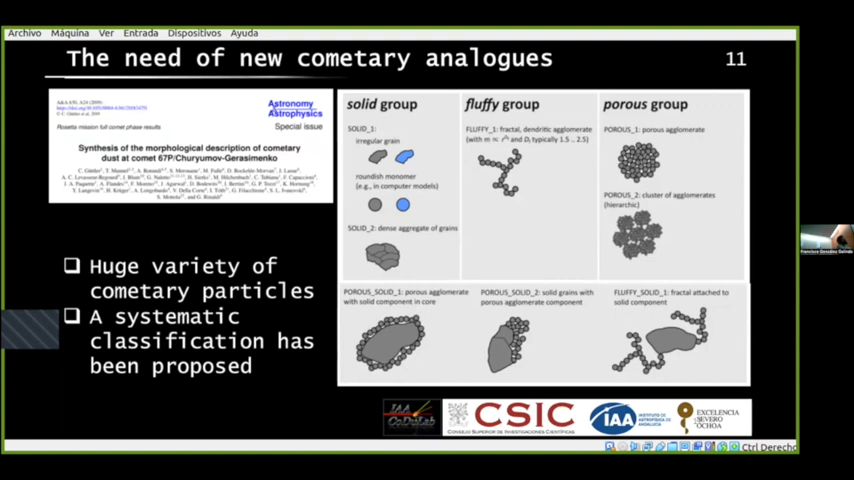 Archivo Máquina Ver Entrada Dispositivos Ayuda
The need of new cometary analogues
11
Astronomy
Astrophysics
Rosetta mission full comet phase results
Special issue
Synthesis of the morphological description of cometary
dust at comet 67P/Churyumov-Gerasimenko
Huge variety of
cometary particles
A systematic
classification has
been proposed
solid group
SOLID_1:
irregular grain
roundish monomer
(e.g., in computer models)
SOLID_2: dense aggregate of grains
fluffy group
FLUFFY_1: fractal, dendritic agglomerate
typically 1.5 .. 2.5)
porous group
POROUS_1: porous agglomerate
POROUS_2: cluster of agglomerates
(hierarchic)
POROUS_SOLID_1: porous agglomerate
with solid component in core
POROUS_SOLID_2: solid grains with
porous agglomerate component
FLUFFY_SOLID_1: fractal attached to
solid component
IAA
CoDuLab
CSIC
CONSEJO SUPERIOR DE INVESTIGACIONES CIENTÍFICAS
IAA
INSTITUTO DE
ASTROFÍSICA DE
ANDALUCÍA
EXCELENCIA
SEVERO
OCHOA
Francisco González Galindo
Ctrl Derecho